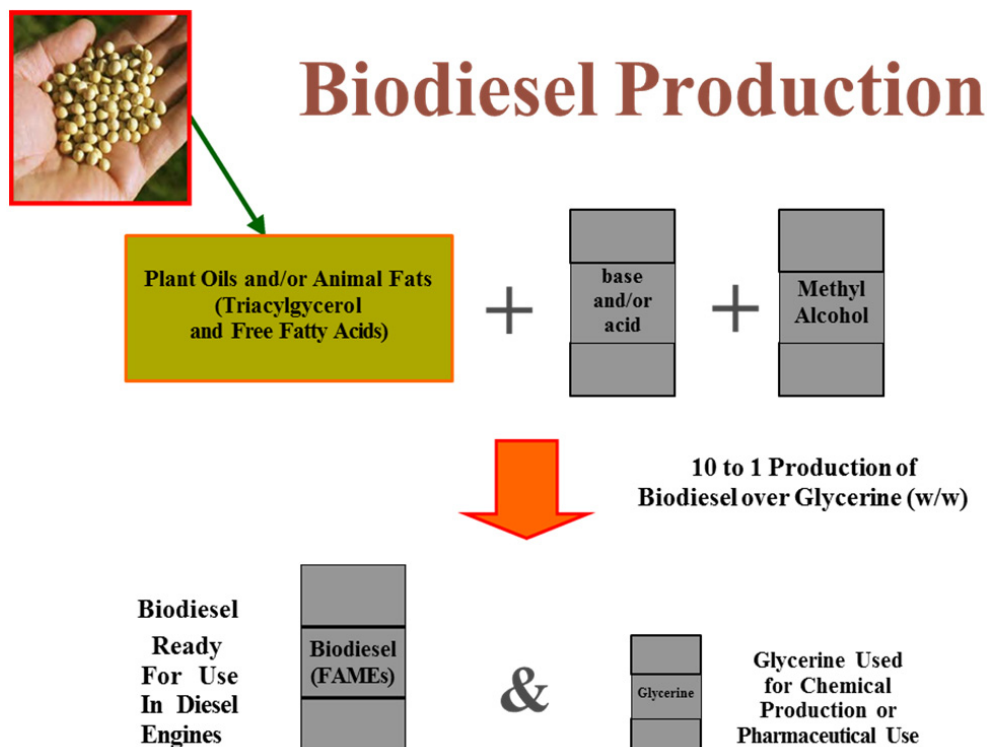 Biodiesel Production
Plant Oils and/or Animal Fats
(Triacylgycerol
and Free Fatty Acids)
+
base
and/or
acid
+
Methyl
Alcohol
10 to 1 Production of
Biodiesel over Glycerine (w/w)
Biodiesel
Ready
For Use
In Diesel
Engines
Biodiesel
(FAMEs)
&
Glycerine
Glycerine Used
for Chemical
Production or
Pharmaceutical Use